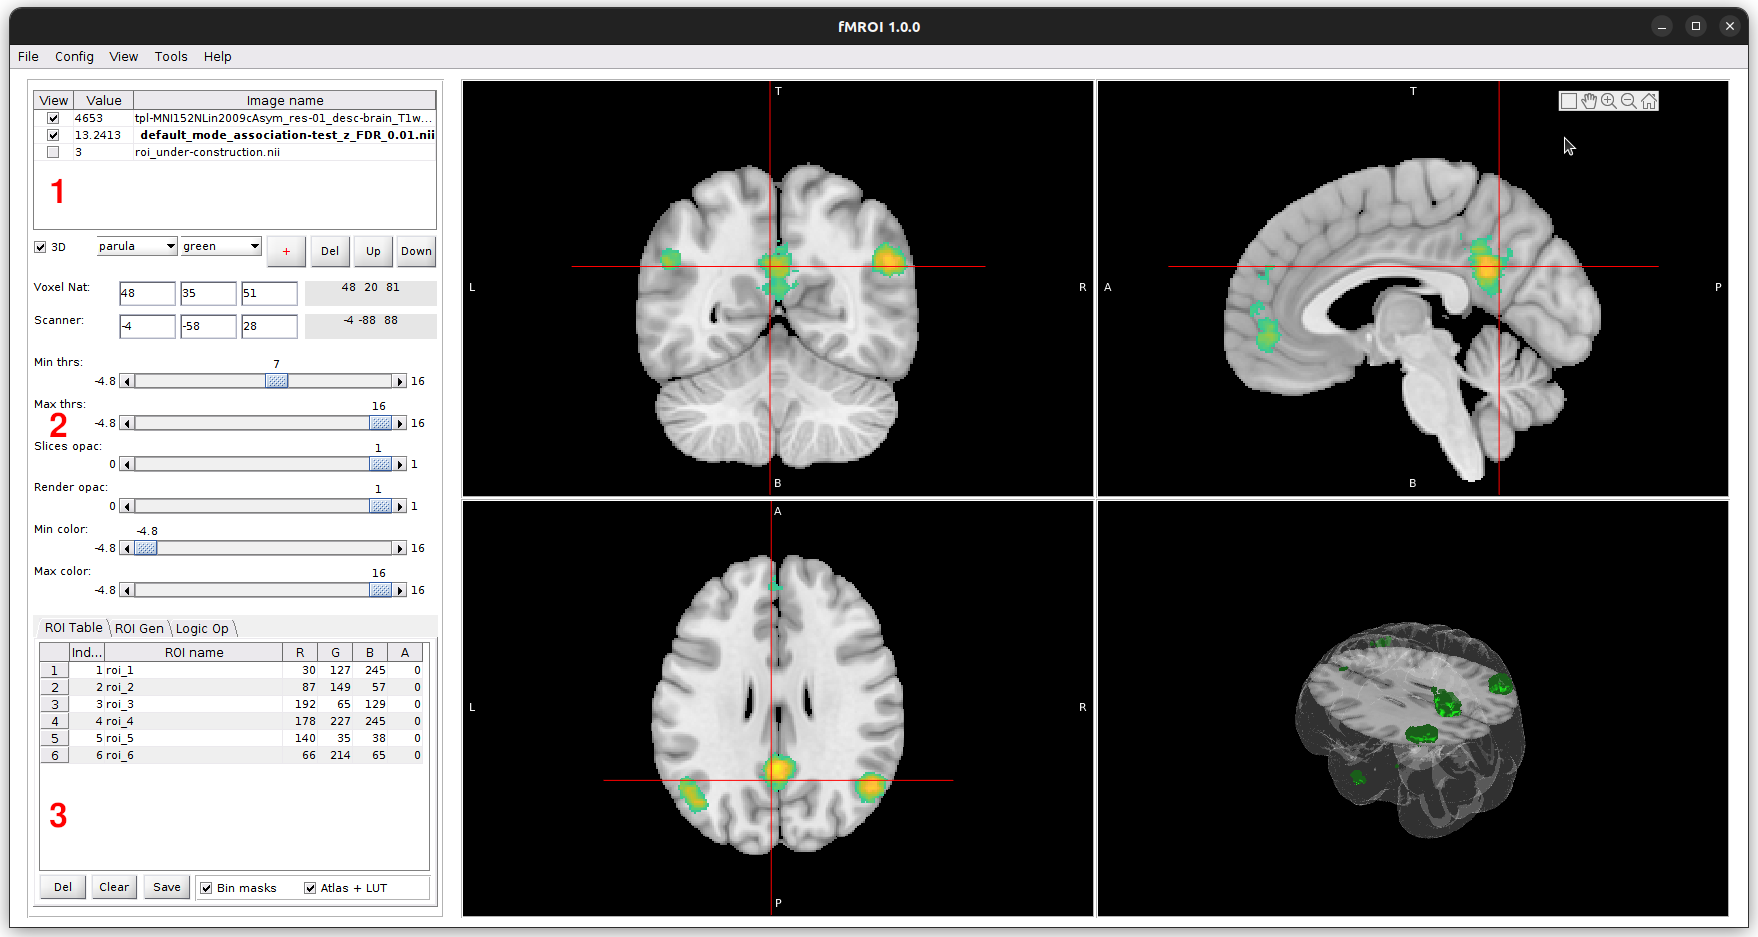 fMROI 1.0.0
File Config View Tools Help
View Value Image name
4653 tpl-MNI152NLin2009cAsym_res-01_desc-brain_T1w...
13.2413 default_mode_association-test_z_FDR_0.01.nii
3 roi_under-construction.nii
1
3D parula green + Del Up Down
Voxel Nat: 48 35 51 48 20 81
Scanner: -4 -58 28 -4 -88 88
Min thrs: 7
-4.8 16
Max thrs: 16
-4.8 16
2
Slices opac: 1
0 1
Render opac: 1
0 1
Min color: -4.8
-4.8 16
Max color: 16
-4.8 16
ROI Table ROI Gen Logic Op
Ind... ROI name R G B A
1 1 roi_1 30 127 245 0
2 2 roi_2 87 149 57 0
3 3 roi_3 192 65 129 0
4 4 roi_4 178 227 245 0
5 5 roi_5 140 35 38 0
6 6 roi_6 66 214 65 0
3
Del Clear Save Bin masks Atlas + LUT
T
L R
B
T
A P
B
A
L R
P